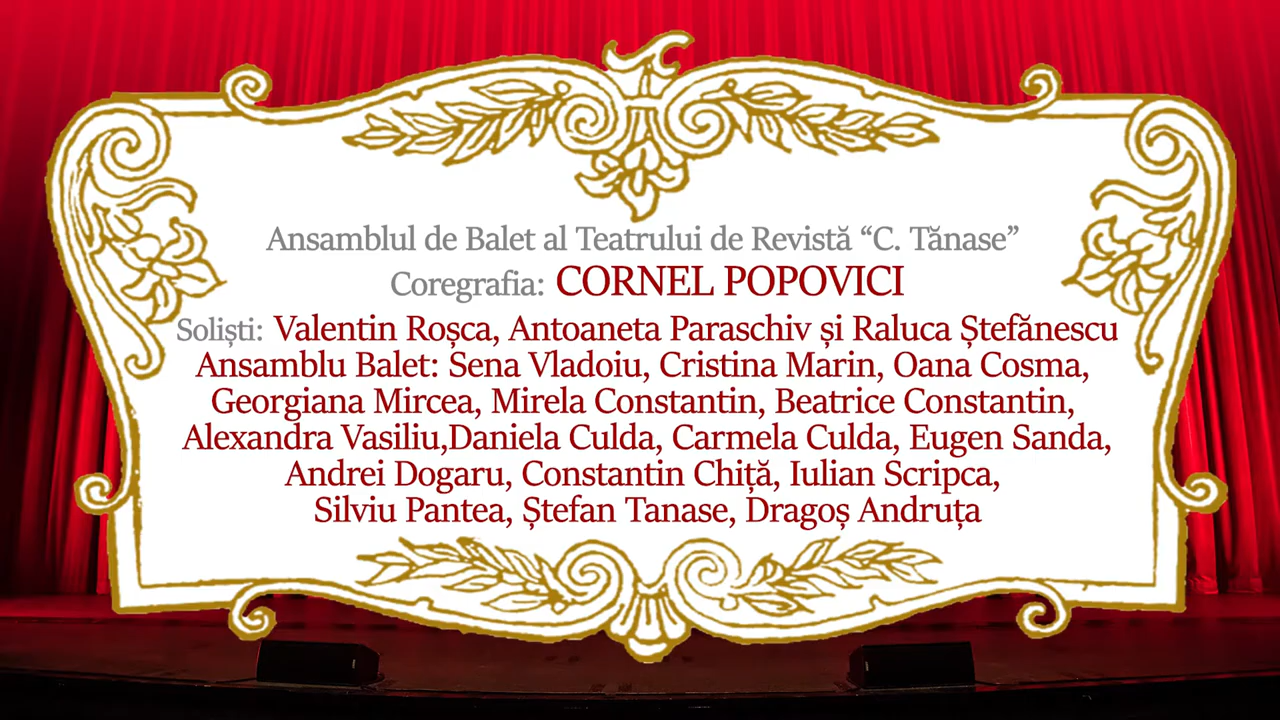 Ansamblul de Balet al Teatrului de Revistă “C. Tănase”
Coregrafia: CORNEL POPOVICI
Soliști: Valentin Roșca, Antoaneta Paraschiv și Raluca Ștefănescu
Ansamblu Balet: Sena Vladoiu, Cristina Marin, Oana Cosma,
Georgiana Mircea, Mirela Constantin, Beatrice Constantin,
Alexandra Vasiliu,Daniela Culda, Carmela Culda, Eugen Sanda,
Andrei Dogaru, Constantin Chiță, Iulian Scripca,
Silviu Pantea, Ștefan Tanase, Dragoș Andruța